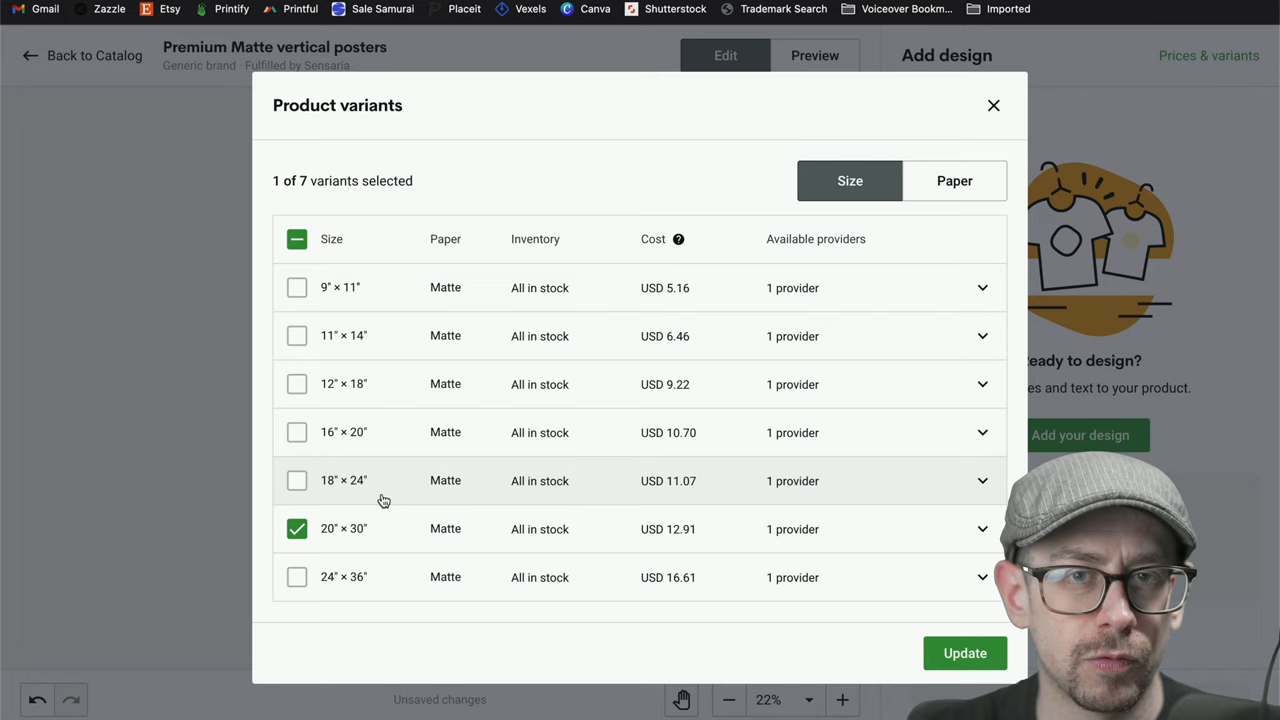 Gmail Zazzle Etsy Printify Printful Sale Samurai Placeit Vexels Canva Shutterstock Trademark Search Voiceover Bookm... Imported
Back to Catalog
Premium Matte vertical posters
Generic brand · Fulfilled by Sensaria
Edit Preview
Add design
Prices & variants
Product variants
1 of 7 variants selected
Size Paper
Size Paper Inventory Cost ? Available providers
9" × 11" Matte All in stock USD 5.16 1 provider
11" × 14" Matte All in stock USD 6.46 1 provider
12" × 18" Matte All in stock USD 9.22 1 provider
16" × 20" Matte All in stock USD 10.70 1 provider
18" × 24" Matte All in stock USD 11.07 1 provider
20" × 30" Matte All in stock USD 12.91 1 provider
24" × 36" Matte All in stock USD 16.61 1 provider
Update
eady to design?
es and text to your product.
Add your design
Unsaved changes
22%